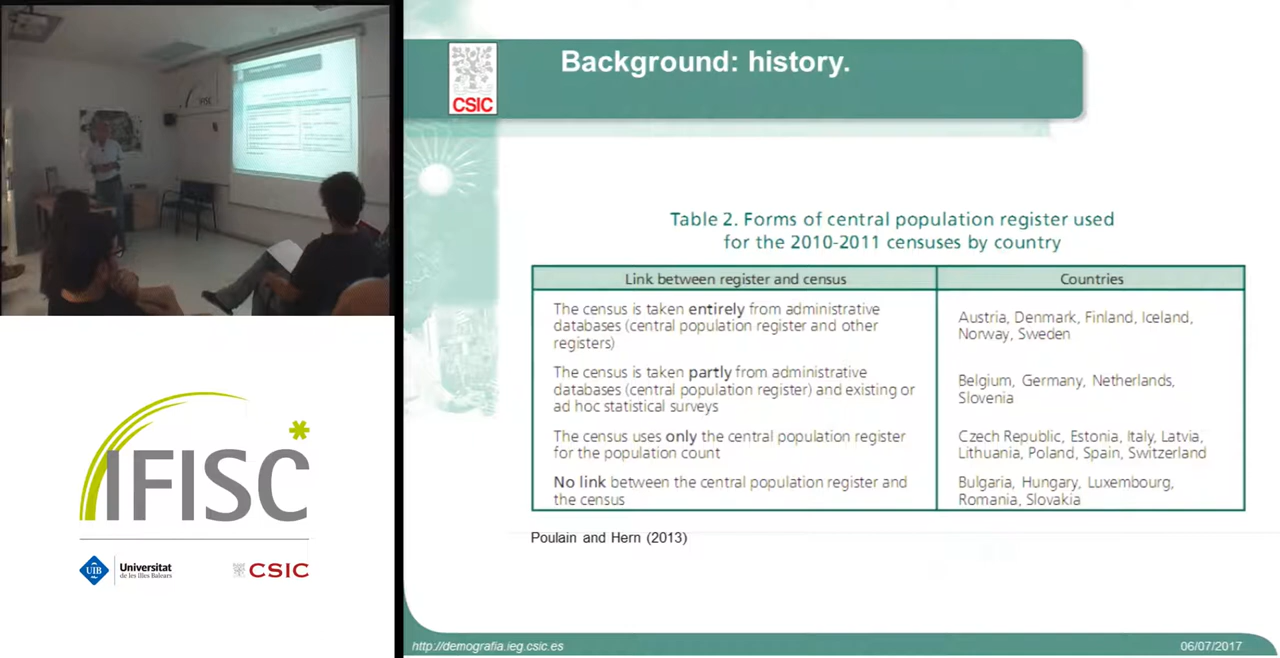 Background: history.
CSIC
Table 2. Forms of central population register used
for the 2010-2011 censuses by country
Link between register and census
Countries
The census is taken entirely from administrative
databases (central population register and other
registers)
Austria, Denmark, Finland, Iceland,
Norway, Sweden
The census is taken partly from administrative
databases (central population register) and existing or
ad hoc statistical surveys
Belgium, Germany, Netherlands,
Slovenia
The census uses only the central population register
for the population count
Czech Republic, Estonia, Italy, Latvia,
Lithuania, Poland, Spain, Switzerland
No link between the central population register and
the census
Bulgaria, Hungary, Luxembourg,
Romania, Slovakia
Poulain and Hern (2013)
http://demografia.ieg.csic.es
06/07/2017
IFISC
UIB
Universitat
de les Illes Balears
CSIC